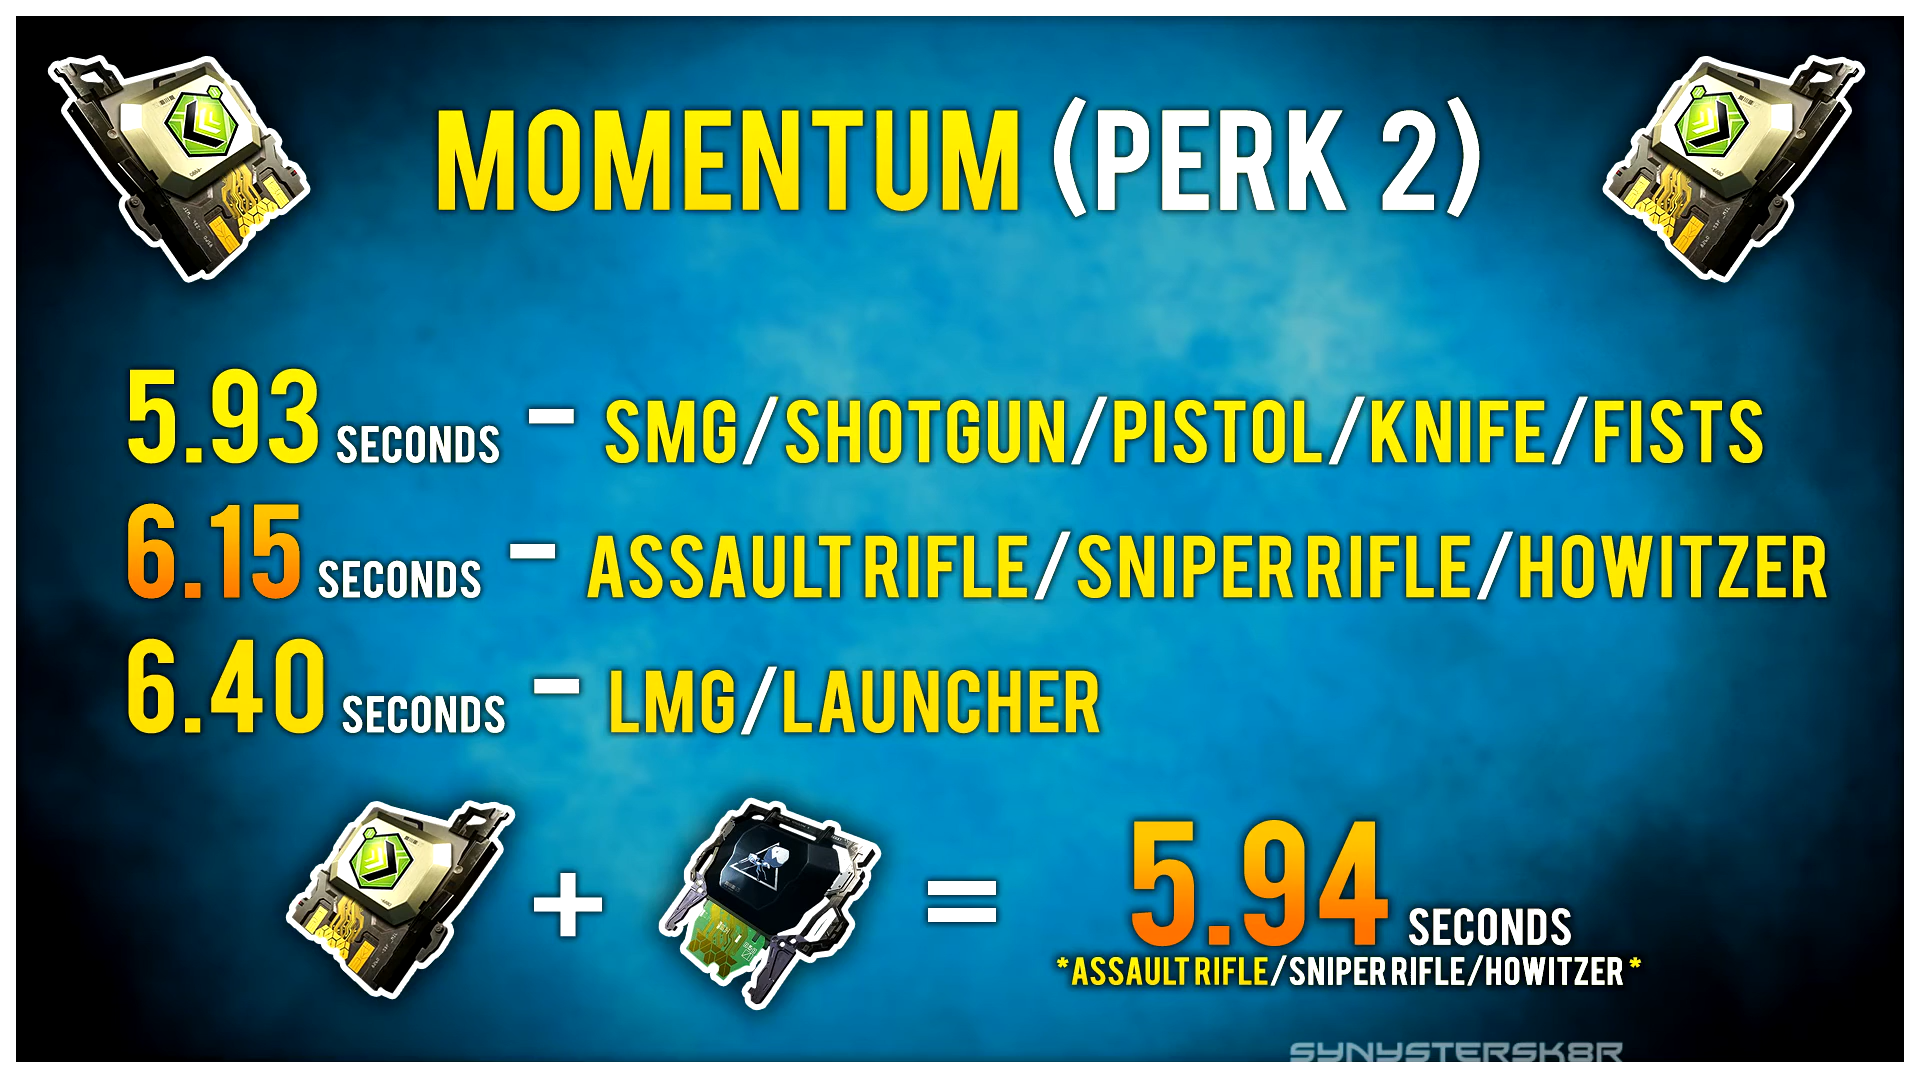 MOMENTUM (PERK 2)
5.93 SECONDS - SMG/SHOTGUN/PISTOL/KNIFE/FISTS
6.15 SECONDS - ASSAULT RIFLE/SNIPER RIFLE/HOWITZER
6.40 SECONDS - LMG/LAUNCHER
+ = 5.94 SECONDS
*ASSAULT RIFLE/SNIPER RIFLE/HOWITZER*
SYNYSTERSK8R